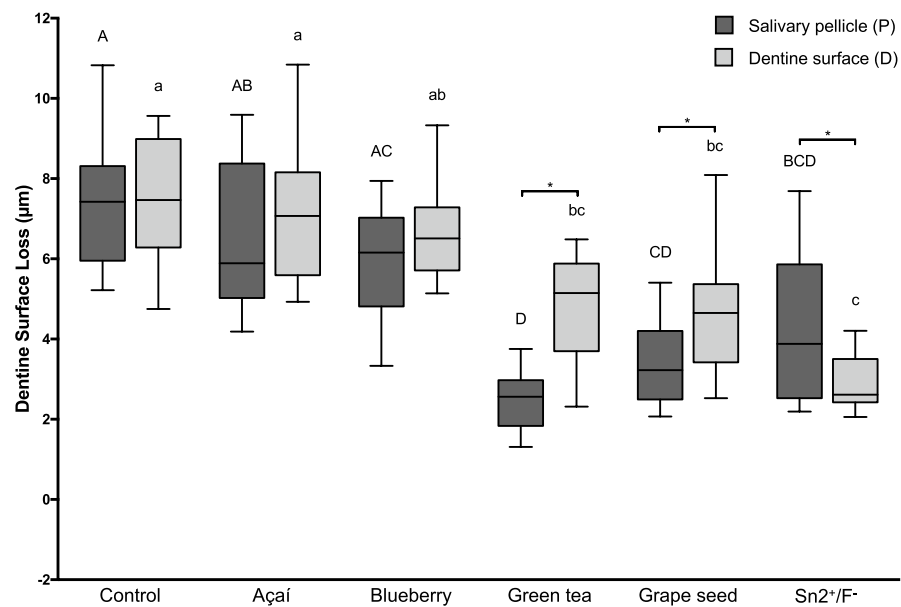 Salivary pellicle (P)
Dentine surface (D)
Dentine Surface Loss (µm)
12
10
8
6
4
2
0
-2
A
a
AB
a
AC
ab
*
D
bc
*
CD
bc
*
BCD
c
Control
Açaí
Blueberry
Green tea
Grape seed
Sn2⁺/F⁻